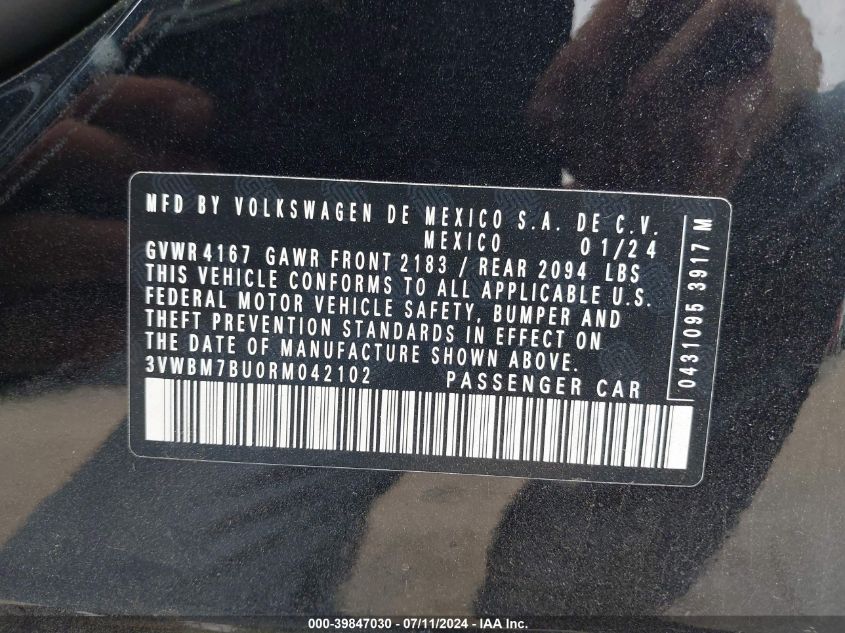 MFD BY VOLKSWAGEN DE MEXICO S.A. DE C.V.
MEXICO 01/24
GVWR 4167 GAWR FRONT 2183 / REAR 2094 LBS
THIS VEHICLE CONFORMS TO ALL APPLICABLE U.S.
FEDERAL MOTOR VEHICLE SAFETY, BUMPER AND
THEFT PREVENTION STANDARDS IN EFFECT ON
THE DATE OF MANUFACTURE SHOWN ABOVE.
3VWBM7BU0RM042102 PASSENGER CAR
0431095 3917 M
000-39847030 - 07/11/2024 - IAAI, Inc.